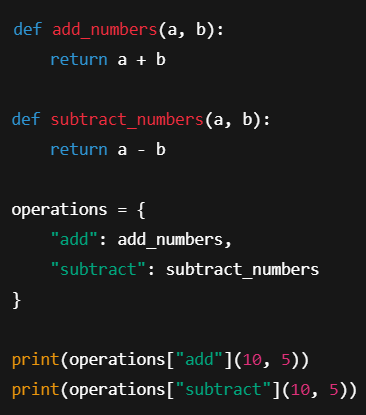 def add_numbers(a, b):
    return a + b

def subtract_numbers(a, b):
    return a - b

operations = {
    "add": add_numbers,
    "subtract": subtract_numbers
}

print(operations["add"](10, 5))
print(operations["subtract"](10, 5))